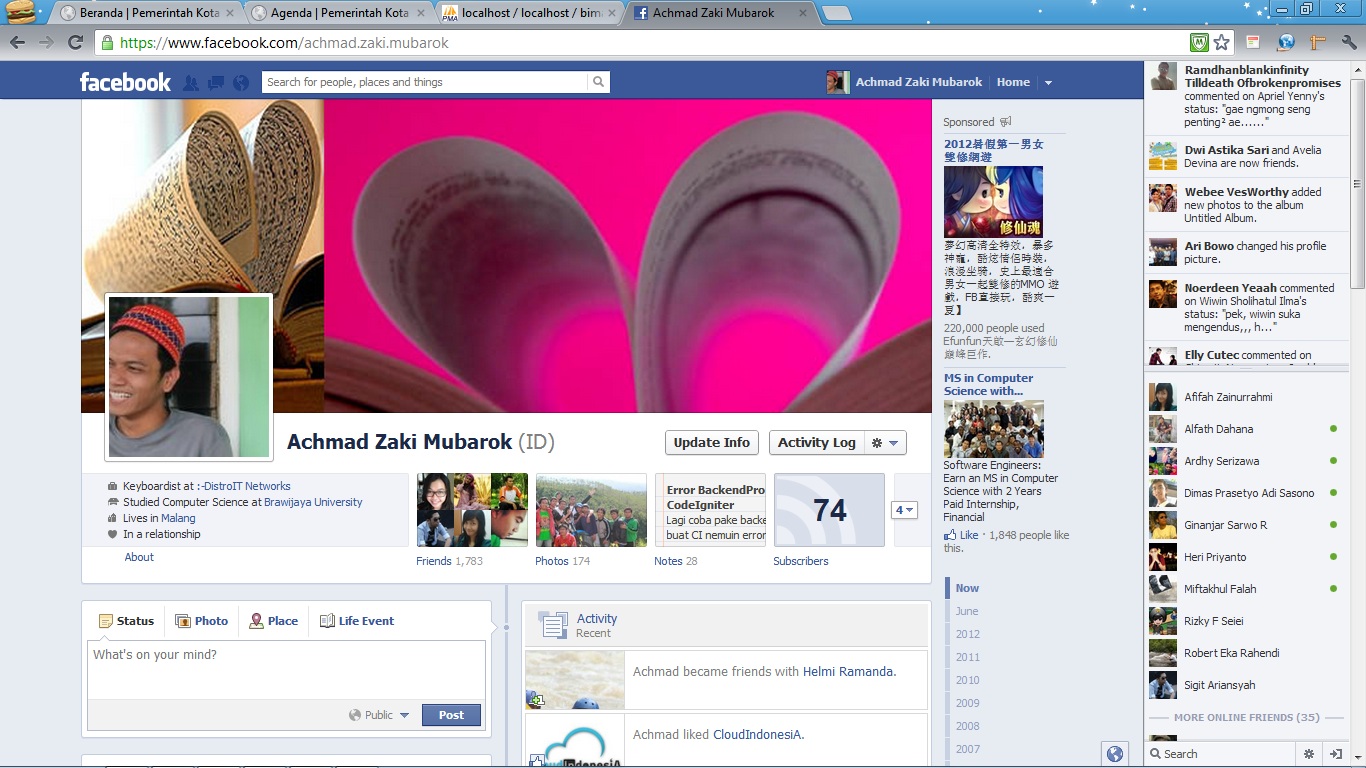 Beranda | Pemerintah Kota
Agenda | Pemerintah Kota
localhost / localhost / bim
Achmad Zaki Mubarok
https://www.facebook.com/achmad.zaki.mubarok
facebook
Search for people, places and things
Achmad Zaki Mubarok
Home
Achmad Zaki Mubarok (ID)
Update Info
Activity Log
Keyboardist at :-DistroIT Networks
Studied Computer Science at Brawijaya University
Lives in Malang
In a relationship
About
Friends 1,783
Photos 174
Error BackendPro
CodeIgniter
Lagi coba pake backe
buat CI nemuin error
Notes 28
74
Subscribers
4
Status
Photo
Place
Life Event
What's on your mind?
Public
Post
Activity
Recent
Achmad became friends with Helmi Ramanda.
+1
Achmad liked CloudIndonesiA.
Sponsored
2012暑假第一男女
雙修網遊
修仙魂
夢幻高清全特效，暴多
神寵，酷炫情侶時裝，
浪漫坐騎，史上最適合
男女一起雙修的MMO 遊
戲，FB直接玩，酷爽一
夏】
220,000 people used
Efunfun天敏一玄幻修仙
巔峰巨作.
MS in Computer
Science with...
Software Engineers:
Earn an MS in Computer
Science with 2 Years
Paid Internship,
Financial
Like · 1,848 people like
this.
Now
June
2012
2011
2010
2009
2008
2007
Ramdhanblankinfinity
Tilldeath Ofbrokenpromises
commented on Apriel Yenny's
status: "gae ngmong seng
penting² ae......"
Dwi Astika Sari and Avelia
Devina are now friends.
Webee VesWorthy added
new photos to the album
Untitled Album.
Ari Bowo changed his profile
picture.
Noerdeen Yeaah commented
on Wiwin Sholihatul Ilma's
status: "pek, wiwin suka
mengendus,,, h..."
Elly Cutec commented on
Afifah Zainurrahmi
Alfath Dahana
Ardhy Serizawa
Dimas Prasetyo Adi Sasono
Ginanjar Sarwo R
Heri Priyanto
Miftakhul Falah
Rizky F Seiei
Robert Eka Rahendi
Sigit Ariansyah
MORE ONLINE FRIENDS (35)
Search